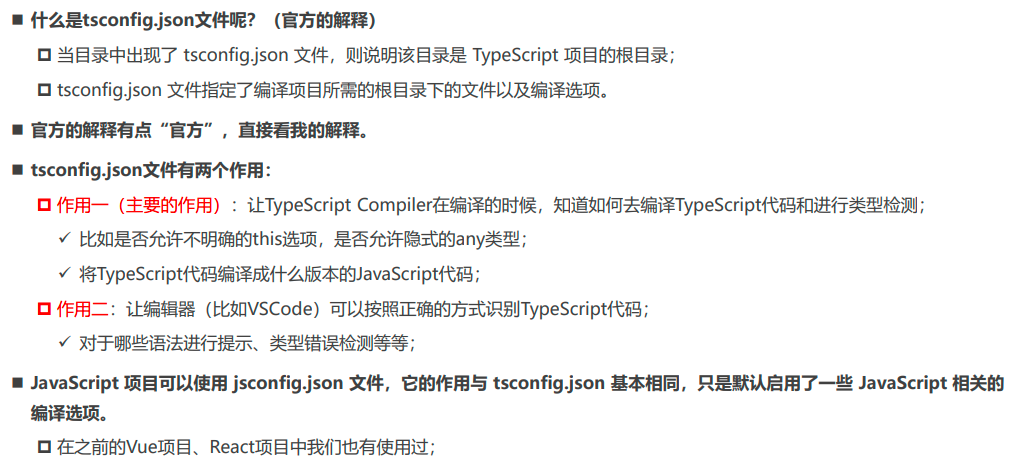 什么是tsconfig.json文件呢？（官方的解释）
当目录中出现了 tsconfig.json 文件，则说明该目录是 TypeScript 项目的根目录；
tsconfig.json 文件指定了编译项目所需的根目录下的文件以及编译选项。
官方的解释有点“官方”，直接看我的解释。
tsconfig.json文件有两个作用：
作用一（主要的作用）：让TypeScript Compiler在编译的时候，知道如何去编译TypeScript代码和进行类型检测；
✓ 比如是否允许不明确的this选项，是否允许隐式的any类型；
✓ 将TypeScript代码编译成什么版本的JavaScript代码；
作用二：让编辑器（比如VSCode）可以按照正确的方式识别TypeScript代码；
✓ 对于哪些语法进行提示、类型错误检测等等；
JavaScript 项目可以使用 jsconfig.json 文件，它的作用与 tsconfig.json 基本相同，只是默认启用了一些 JavaScript 相关的
编译选项。
在之前的Vue项目、React项目中我们也有使用过；